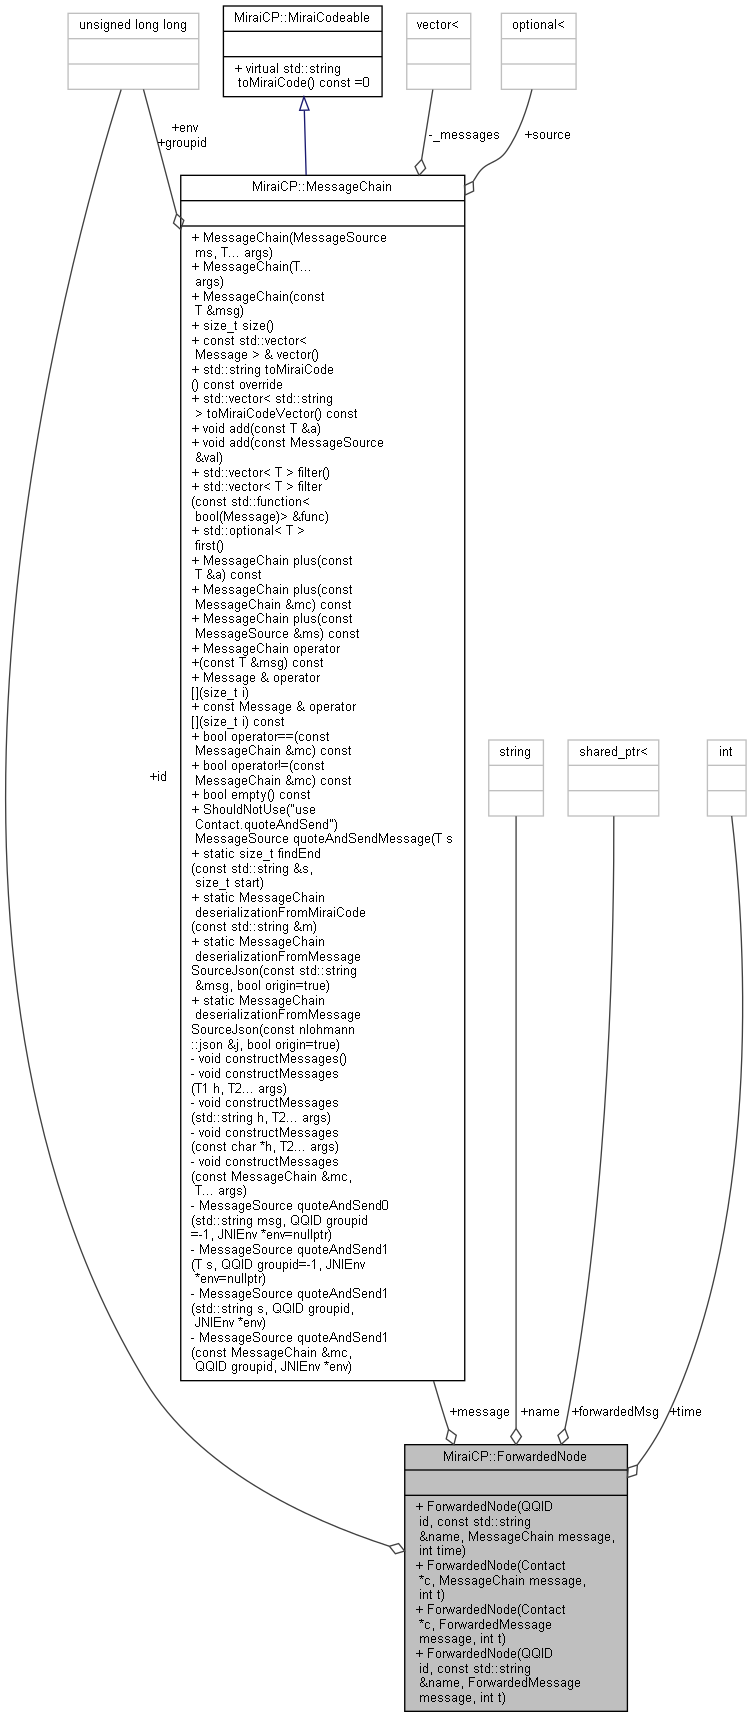 unsigned long long
MiraiCP::MiraiCodeable
+ virtual std::string
toMiraiCode() const =0
vector<
optional<
+env
+groupid
-_messages
+source
MiraiCP::MessageChain
+ MessageChain(MessageSource
ms, T... args)
+ MessageChain(T...
args)
+ MessageChain(const
T &msg)
+ size_t size()
+ const std::vector<
Message > & vector()
+ std::string toMiraiCode
() const override
+ std::vector< std::string
> toMiraiCodeVector() const
+ void add(const T &a)
+ void add(const MessageSource
&val)
+ std::vector< T > filter()
+ std::vector< T > filter
(const std::function<
bool(Message)> &func)
+ std::optional< T >
first()
+ MessageChain plus(const
T &a) const
+ MessageChain plus(const
MessageChain &mc) const
+ MessageChain plus(const
MessageSource &ms) const
+ MessageChain operator
+(const T &msg) const
+ Message & operator
[](size_t i)
+ const Message & operator
[](size_t i) const
+ bool operator==(const
MessageChain &mc) const
+ bool operator!=(const
MessageChain &mc) const
+ bool empty() const
+ ShouldNotUse("use
Contact.quoteAndSend")
MessageSource quoteAndSendMessage(T s
+ static size_t findEnd
(const std::string &s,
size_t start)
+ static MessageChain
deserializationFromMiraiCode
(const std::string &m)
+ static MessageChain
deserializationFromMessage
SourceJson(const std::string
&msg, bool origin=true)
+ static MessageChain
deserializationFromMessage
SourceJson(const nlohmann
::json &j, bool origin=true)
- void constructMessages()
- void constructMessages
(T1 h, T2... args)
- void constructMessages
(std::string h, T2... args)
- void constructMessages
(const char *h, T2... args)
- void constructMessages
(const MessageChain &mc,
T... args)
- MessageSource quoteAndSend0
(std::string msg, QQID groupid
=-1, JNIEnv *env=nullptr)
- MessageSource quoteAndSend1
(T s, QQID groupid=-1, JNIEnv
*env=nullptr)
- MessageSource quoteAndSend1
(std::string s, QQID groupid,
JNIEnv *env)
- MessageSource quoteAndSend1
(const MessageChain &mc,
QQID groupid, JNIEnv *env)
+id
string
shared_ptr<
int
+message
+name
+forwardedMsg
+time
MiraiCP::ForwardedNode
+ ForwardedNode(QQID
id, const std::string
&name, MessageChain message,
int time)
+ ForwardedNode(Contact
*c, MessageChain message,
int t)
+ ForwardedNode(Contact
*c, ForwardedMessage
message, int t)
+ ForwardedNode(QQID
id, const std::string
&name, ForwardedMessage
message, int t)